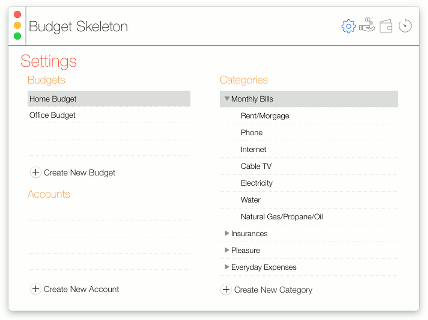 Budget Skeleton
Settings
Budgets
Home Budget
Office Budget
Create New Budget
Accounts
Create New Account
Categories
Monthly Bills
Rent/Morgage
Phone
Internet
Cable TV
Electricity
Water
Natural Gas/Propane/Oil
Insurances
Pleasure
Everyday Expenses
Create New Category